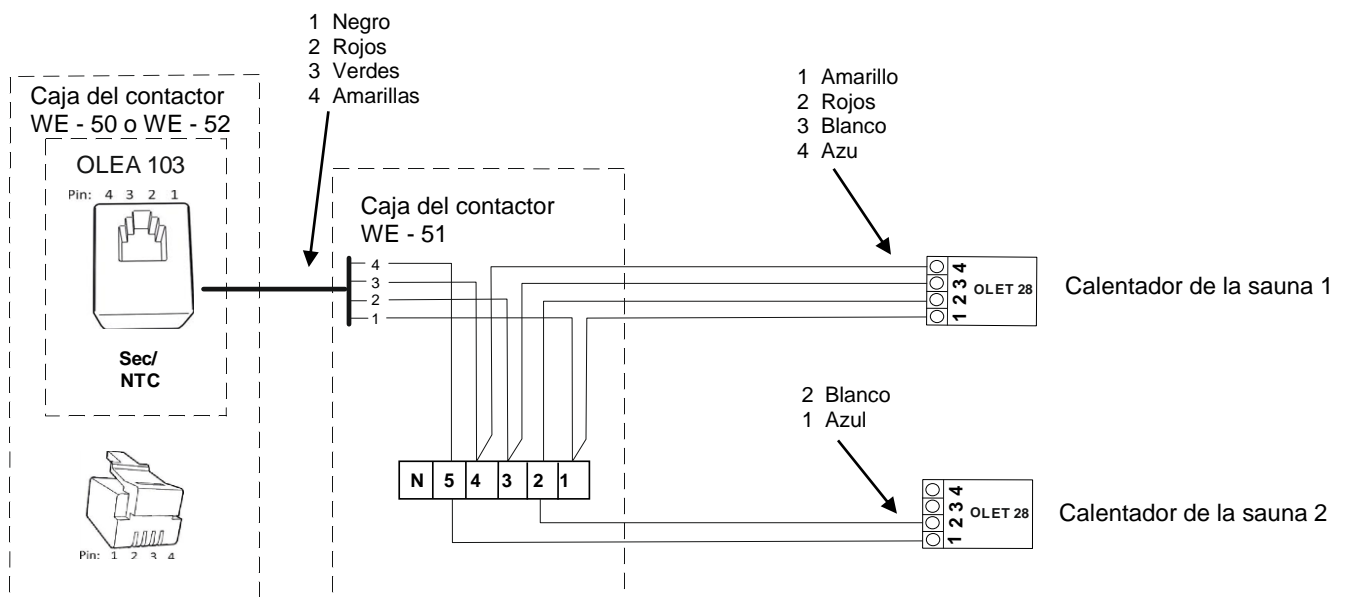 1 Negro
2 Rojos
3 Verdes
4 Amarillas
Caja del contactor
WE - 50 o WE - 52
OLEA 103
Pin: 4 3 2 1
Sec/
NTC
Pin: 1 2 3 4
Caja del contactor
WE - 51
4
3
2
1
N 5 4 3 2 1
1 Amarillo
2 Rojos
3 Blanco
4 Azu
1 2 3 4
OLET 28
Calentador de la sauna 1
2 Blanco
1 Azul
1 2 3 4
OLET 28
Calentador de la sauna 2